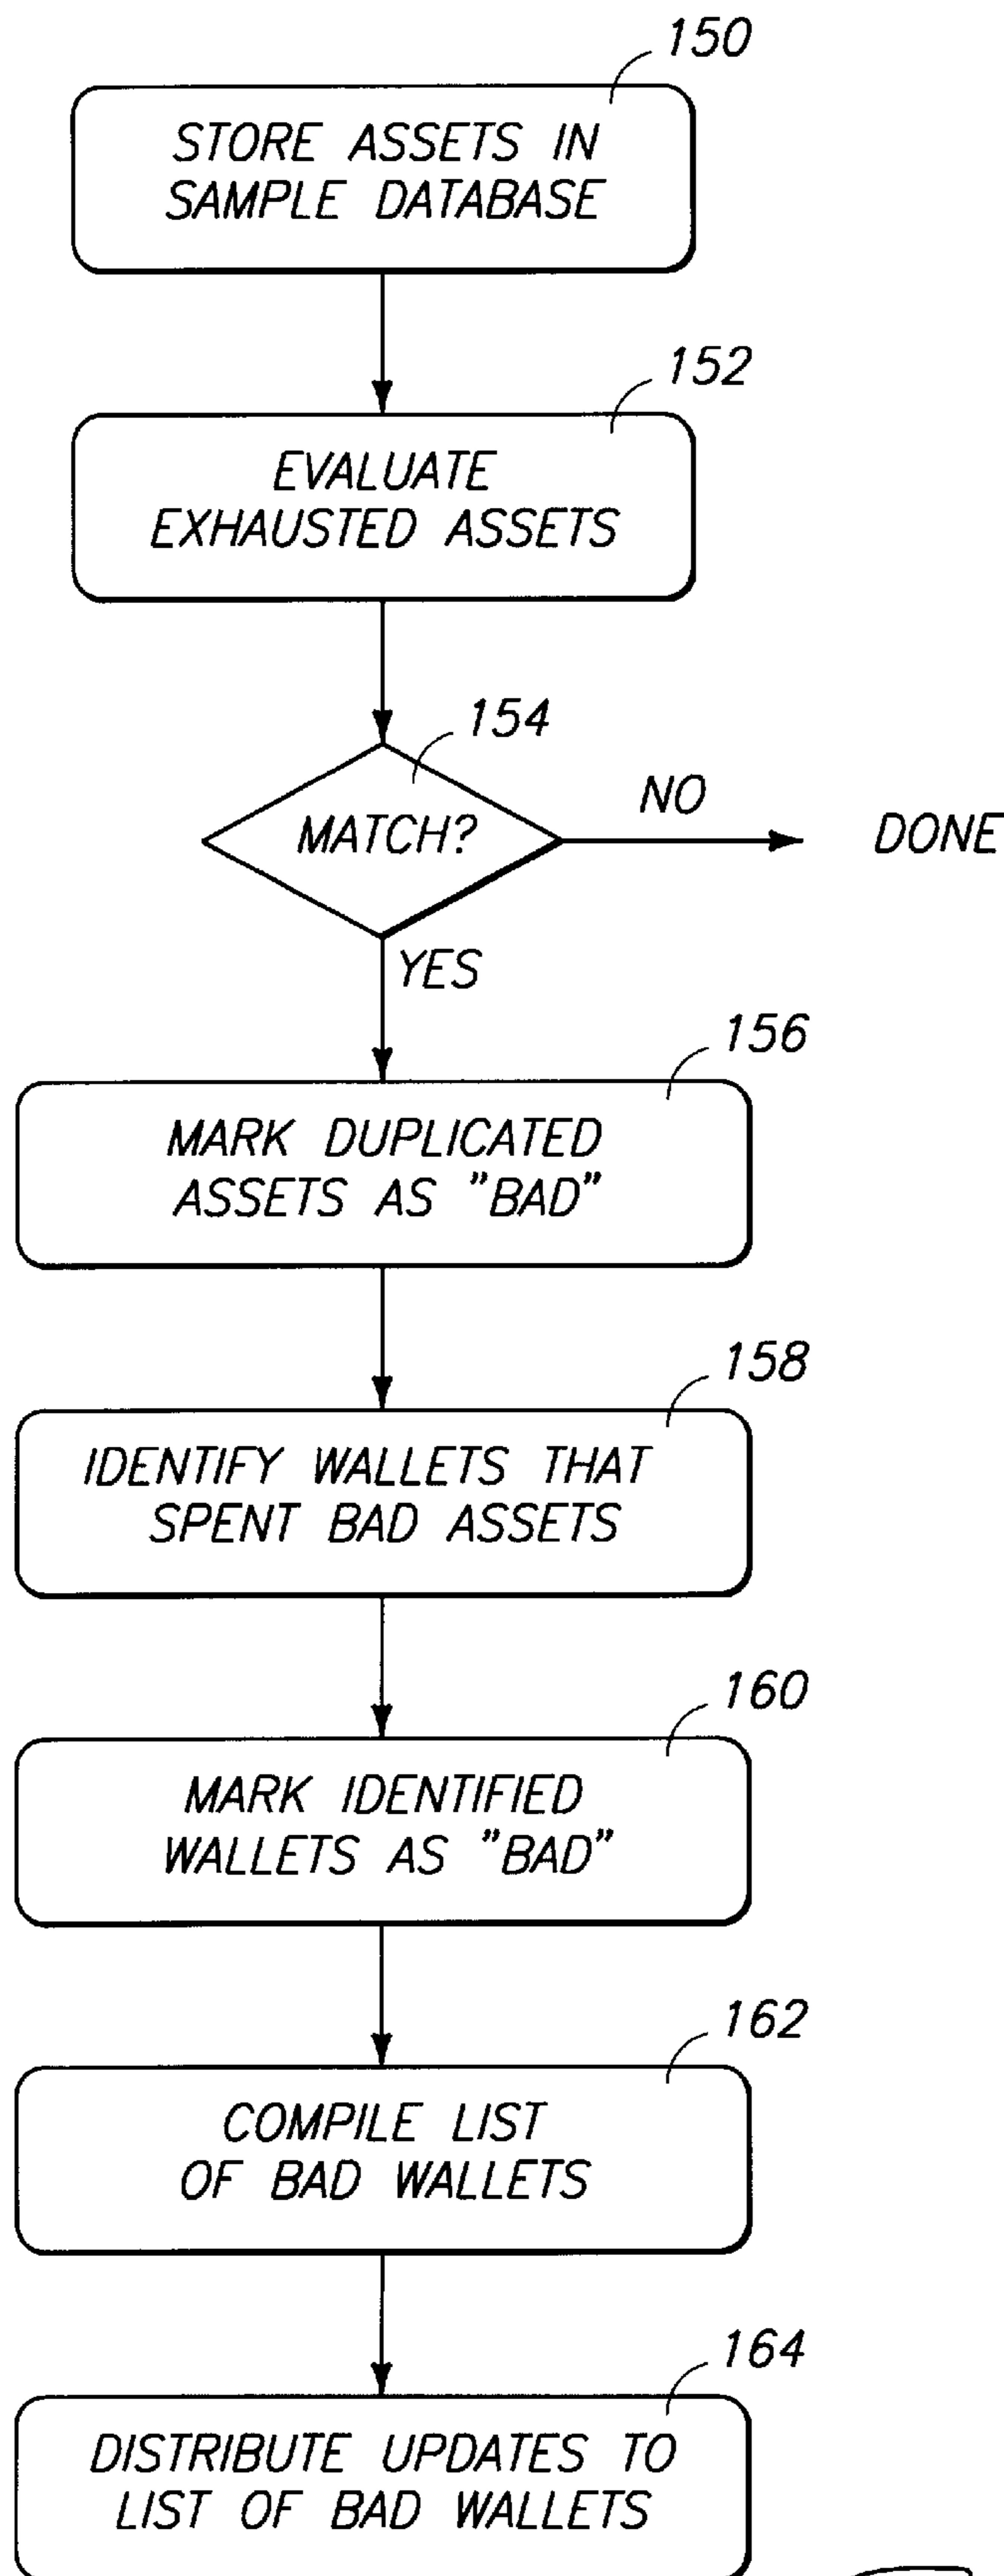 150
STORE ASSETS IN
SAMPLE DATABASE
152
EVALUATE
EXHAUSTED ASSETS
154
MATCH?
NO
DONE
YES
156
MARK DUPLICATED
ASSETS AS "BAD"
158
IDENTIFY WALLETS THAT
SPENT BAD ASSETS
160
MARK IDENTIFIED
WALLETS AS "BAD"
162
COMPILE LIST
OF BAD WALLETS
164
DISTRIBUTE UPDATES TO
LIST OF BAD WALLETS